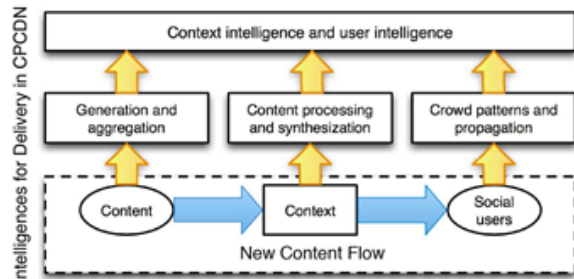 Context intelligence and user intelligence
Generation and
aggregation
Content processing
and synthesization
Crowd patterns and
propagation
Content
Context
Social
users
New Content Flow
ntelligences for Delivery in CPCDN